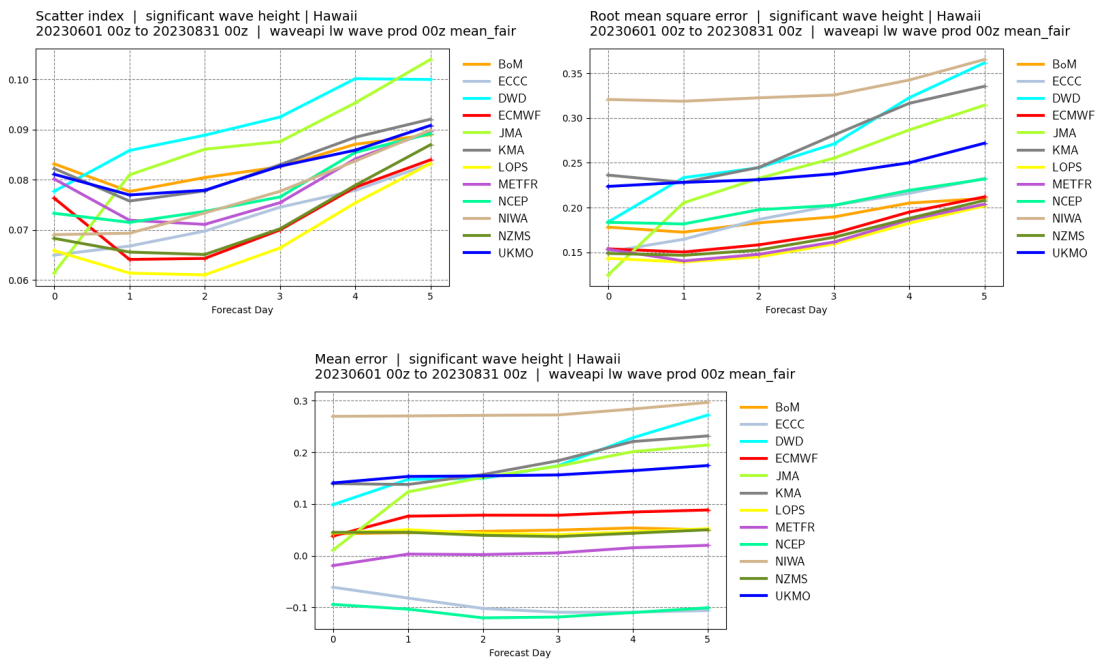 Scatter index | significant wave height | Hawaii
20230601 00z to 20230831 00z | waveapi lw wave prod 00z mean_fair
0.10
0.09
0.08
0.07
0.06
0
1
2
3
4
5
Forecast Day
BoM
ECCC
DWD
ECMWF
JMA
KMA
LOPS
METFR
NCEP
NIWA
NZMS
UKMO
Root mean square error | significant wave height | Hawaii
20230601 00z to 20230831 00z | waveapi lw wave prod 00z mean_fair
0.35
0.30
0.25
0.20
0.15
0
1
2
3
4
5
Forecast Day
BoM
ECCC
DWD
ECMWF
JMA
KMA
LOPS
METFR
NCEP
NIWA
NZMS
UKMO
Mean error | significant wave height | Hawaii
20230601 00z to 20230831 00z | waveapi lw wave prod 00z mean_fair
0.3
0.2
0.1
0.0
−0.1
0
1
2
3
4
5
Forecast Day
BoM
ECCC
DWD
ECMWF
JMA
KMA
LOPS
METFR
NCEP
NIWA
NZMS
UKMO